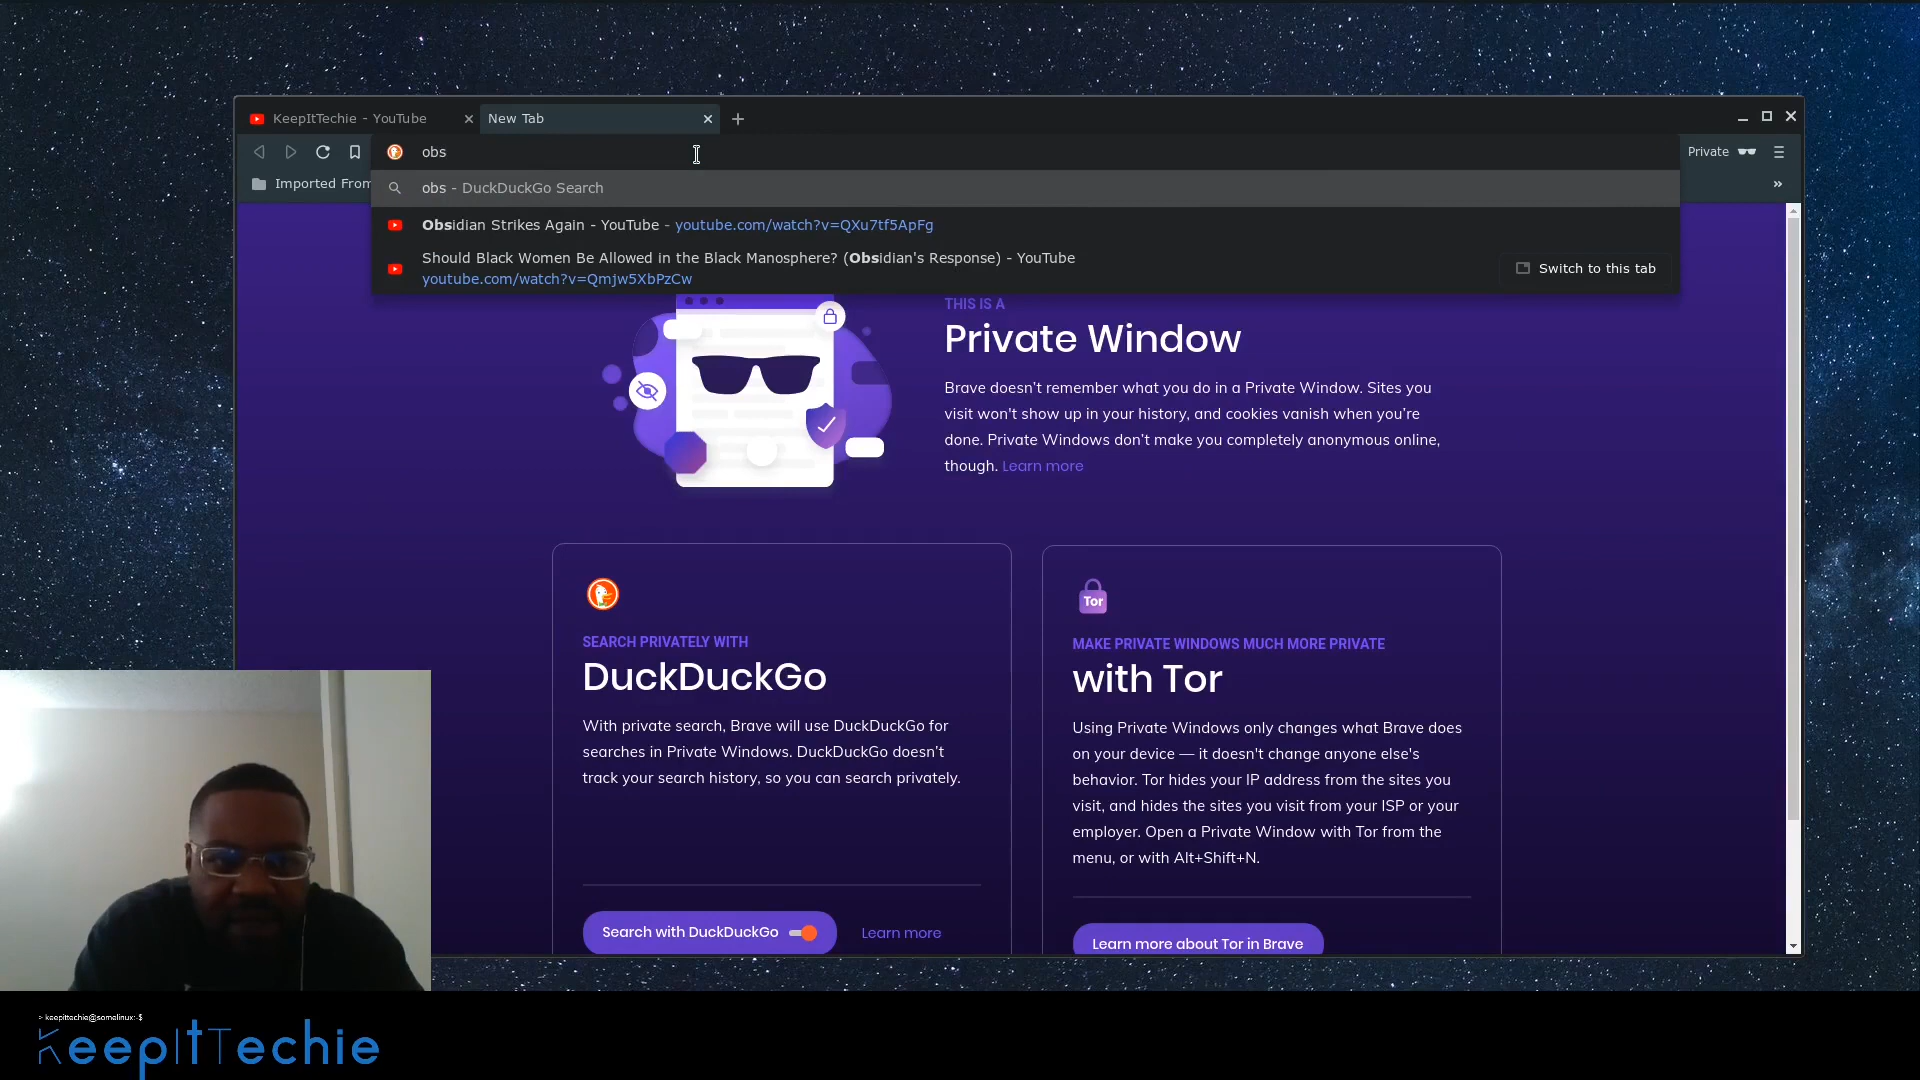 KeepItTechie - YouTube
New Tab
obs
Private
Imported From
»
obs - DuckDuckGo Search
Obsidian Strikes Again - YouTube - youtube.com/watch?v=QXu7tf5ApFg
Should Black Women Be Allowed in the Black Manosphere? (Obsidian's Response) - YouTube
youtube.com/watch?v=Qmjw5XbPzCw
Switch to this tab
THIS IS A
Private Window
Brave doesn’t remember what you do in a Private Window. Sites you
visit won't show up in your history, and cookies vanish when you’re
done. Private Windows don’t make you completely anonymous online,
though. Learn more
SEARCH PRIVATELY WITH
DuckDuckGo
With private search, Brave will use DuckDuckGo for
searches in Private Windows. DuckDuckGo doesn’t
track your search history, so you can search privately.
Search with DuckDuckGo
Learn more
Tor
MAKE PRIVATE WINDOWS MUCH MORE PRIVATE
with Tor
Using Private Windows only changes what Brave does
on your device — it doesn't change anyone else's
behavior. Tor hides your IP address from the sites you
visit, and hides the sites you visit from your ISP or your
employer. Open a Private Window with Tor from the
menu, or with Alt+Shift+N.
Learn more about Tor in Brave
> keepittechie@somelinux:-$
KeepItTechie